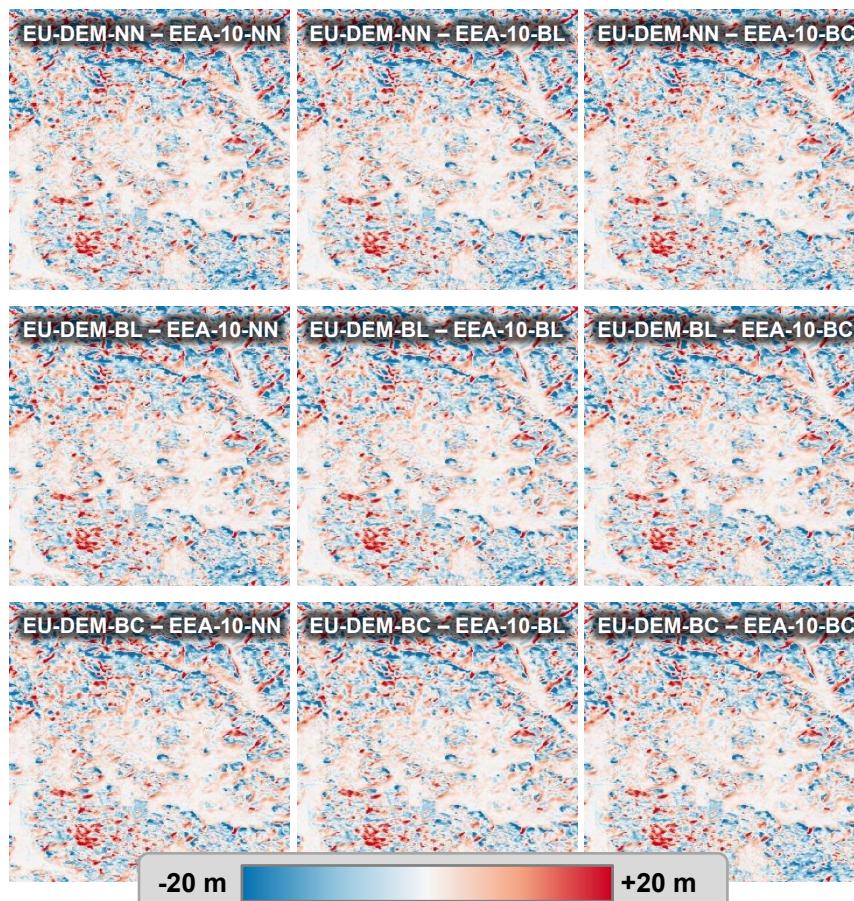 EU-DEM-NN – EEA-10-NN
EU-DEM-NN – EEA-10-BL
EU-DEM-NN – EEA-10-BC
EU-DEM-BL – EEA-10-NN
EU-DEM-BL – EEA-10-BL
EU-DEM-BL – EEA-10-BC
EU-DEM-BC – EEA-10-NN
EU-DEM-BC – EEA-10-BL
EU-DEM-BC – EEA-10-BC
-20 m
+20 m